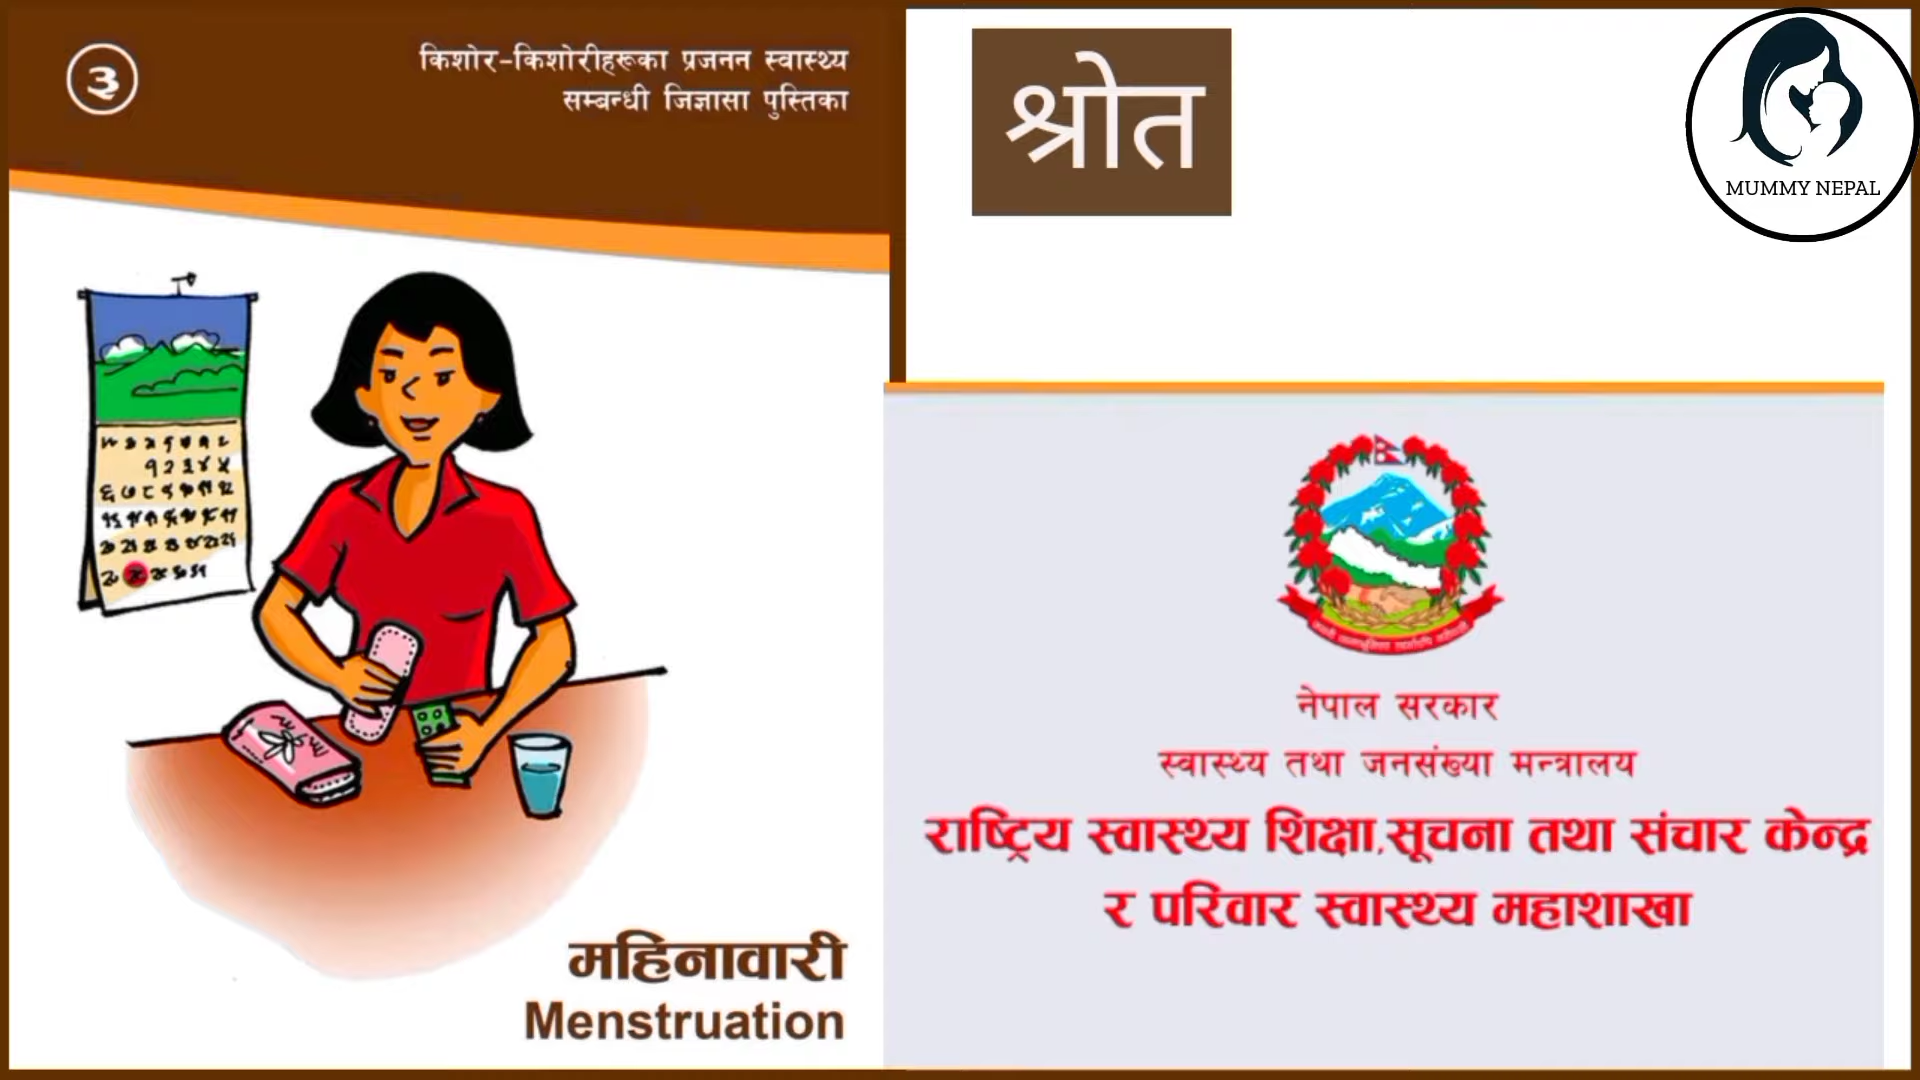 ३
किशोर-किशोरीहरूका प्रजनन स्वास्थ्य
सम्बन्धी जिज्ञासा पुस्तिका
महिनावारी
Menstruation
श्रोत
MUMMY NEPAL
नेपाल सरकार
स्वास्थ्य तथा जनसंख्या मन्त्रालय
राष्ट्रिय स्वास्थ्य शिक्षा,सूचना तथा संचार केन्द्र
र परिवार स्वास्थ्य महाशाखा